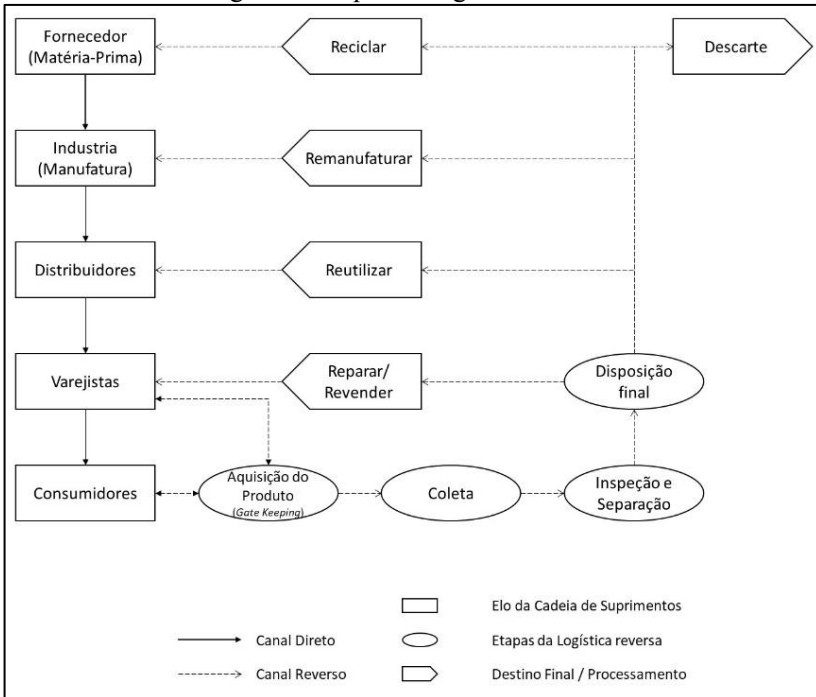 Fornecedor
(Matéria-Prima)
Reciclar
Descarte
Industria
(Manufatura)
Remanufaturar
Distribuidores
Reutilizar
Varejistas
Reparar/
Revender
Disposição
final
Consumidores
Aquisição do
Produto
(Gate Keeping)
Coleta
Inspeção e
Separação
Elo da Cadeia de Suprimentos
Canal Direto
Etapas da Logística reversa
Canal Reverso
Destino Final / Processamento